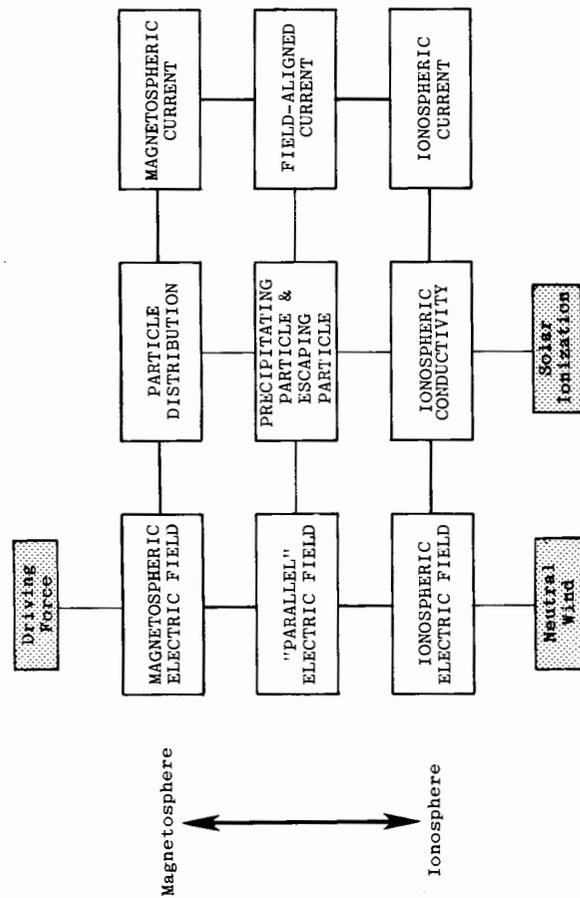 Driving
Force
Magnetosphere
MAGNETOSPHERIC
ELECTRIC FIELD
PARTICLE
DISTRIBUTION
MAGNETOSPHERIC
CURRENT
"PARALLEL"
ELECTRIC FIELD
PRECIPITATING
PARTICLE &
ESCAPING
PARTICLE
FIELD-ALIGNED
CURRENT
Ionosphere
IONOSPHERIC
ELECTRIC FIELD
IONOSPHERIC
CONDUCTIVITY
IONOSPHERIC
CURRENT
Neutral
Wind
Solar
Ionization